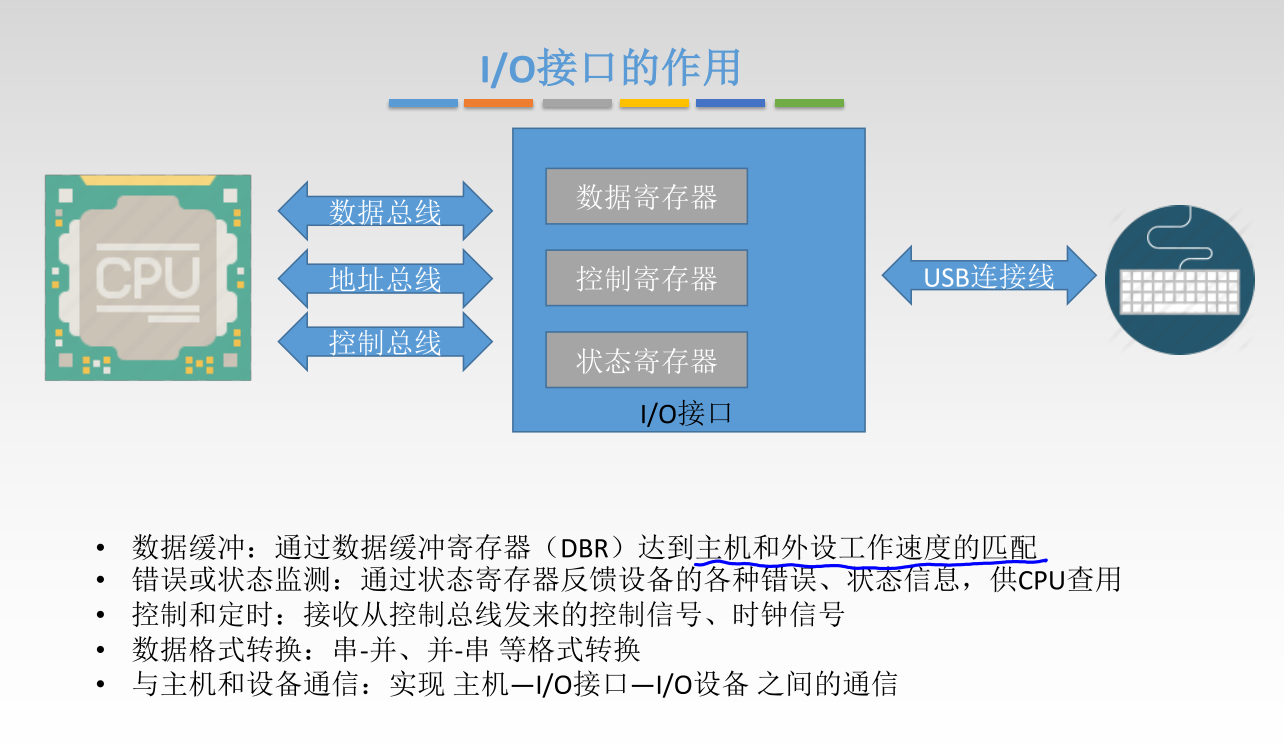 I/O接口的作用
CPU
数据总线
地址总线
控制总线
数据寄存器
控制寄存器
状态寄存器
I/O接口
USB连接线
• 数据缓冲：通过数据缓冲寄存器（DBR）达到主机和外设工作速度的匹配
• 错误或状态监测：通过状态寄存器反馈设备的各种错误、状态信息，供CPU查用
• 控制和定时：接收从控制总线发来的控制信号、时钟信号
• 数据格式转换：串-并、并-串 等格式转换
• 与主机和设备通信：实现 主机—I/O接口—I/O设备 之间的通信